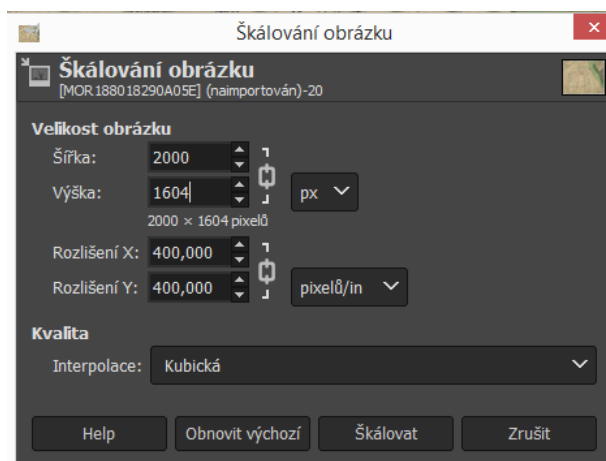 Škálování obrázku
Škálování obrázku
[MOR188018290A05E] (naimportován)-20
Velikost obrázku
Šířka: 2000
Výška: 1604 px
2000 × 1604 pixelů
Rozlišení X: 400,000
Rozlišení Y: 400,000 pixelů/in
Kvalita
Interpolace: Kubická
Help Obnovit výchozí Škálovat Zrušit